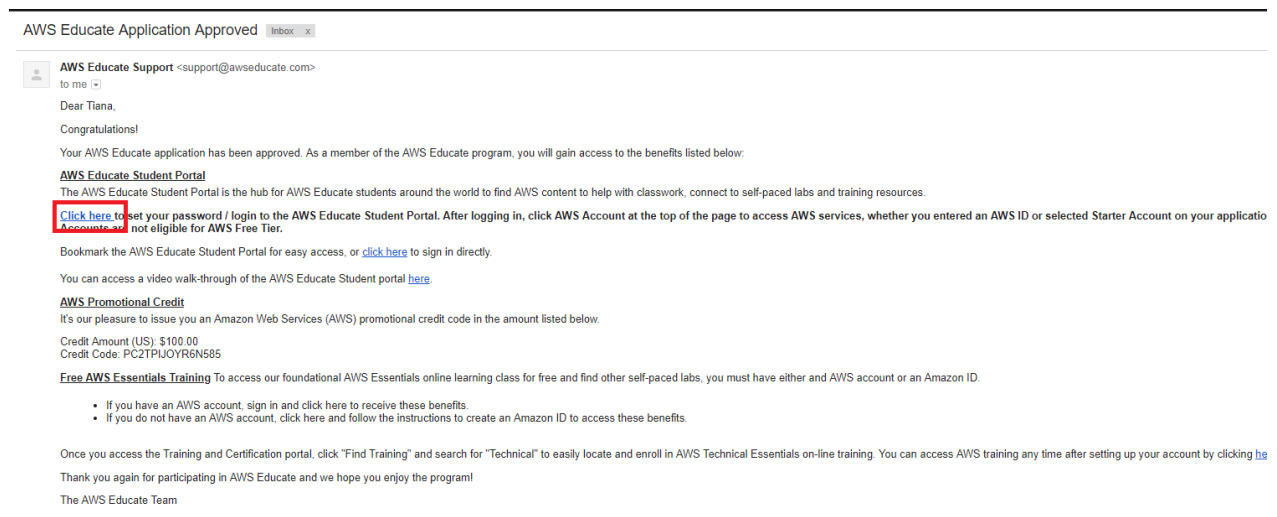 AWS Educate Application Approved Inbox x
AWS Educate Support <support@awseducate.com>
to me
Dear Tiana,
Congratulations!
Your AWS Educate application has been approved. As a member of the AWS Educate program, you will gain access to the benefits listed below:
AWS Educate Student Portal
The AWS Educate Student Portal is the hub for AWS Educate students around the world to find AWS content to help with classwork, connect to self-paced labs and training resources.
Click here to set your password / login to the AWS Educate Student Portal. After logging in, click AWS Account at the top of the page to access AWS services, whether you entered an AWS ID or selected Starter Account on your applicatio
Accounts are not eligible for AWS Free Tier.
Bookmark the AWS Educate Student Portal for easy access, or click here to sign in directly.
You can access a video walk-through of the AWS Educate Student portal here.
AWS Promotional Credit
It's our pleasure to issue you an Amazon Web Services (AWS) promotional credit code in the amount listed below.
Credit Amount (US): $100.00
Credit Code: PC2TPIJOYR6N585
Free AWS Essentials Training To access our foundational AWS Essentials online learning class for free and find other self-paced labs, you must have either and AWS account or an Amazon ID.
• If you have an AWS account, sign in and click here to receive these benefits.
• If you do not have an AWS account, click here and follow the instructions to create an Amazon ID to access these benefits.
Once you access the Training and Certification portal, click "Find Training" and search for "Technical" to easily locate and enroll in AWS Technical Essentials on-line training. You can access AWS training any time after setting up your account by clicking he
Thank you again for participating in AWS Educate and we hope you enjoy the program!
The AWS Educate Team